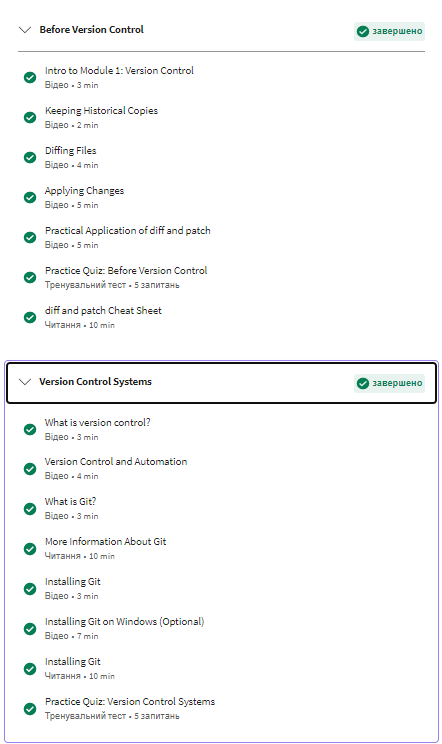 Before Version Control
завершено
Intro to Module 1: Version Control
Відео • 3 min
Keeping Historical Copies
Відео • 2 min
Diffing Files
Відео • 4 min
Applying Changes
Відео • 5 min
Practical Application of diff and patch
Відео • 5 min
Practice Quiz: Before Version Control
Тренувальний тест • 5 запитань
diff and patch Cheat Sheet
Читання • 10 min
Version Control Systems
завершено
What is version control?
Відео • 3 min
Version Control and Automation
Відео • 4 min
What is Git?
Відео • 3 min
More Information About Git
Читання • 10 min
Installing Git
Відео • 3 min
Installing Git on Windows (Optional)
Відео • 7 min
Installing Git
Читання • 10 min
Practice Quiz: Version Control Systems
Тренувальний тест • 5 запитань